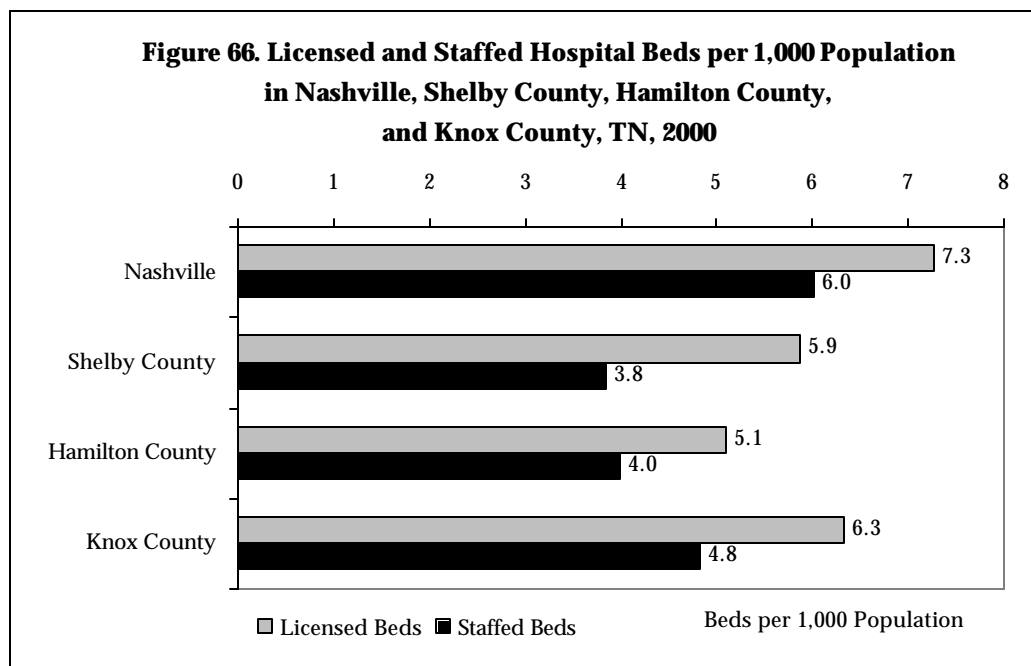 Figure 66. Licensed and Staffed Hospital Beds per 1,000 Population
in Nashville, Shelby County, Hamilton County,
and Knox County, TN, 2000
0 1 2 3 4 5 6 7 8
Nashville
7.3
6.0
Shelby County
5.9
3.8
Hamilton County
5.1
4.0
Knox County
6.3
4.8
Licensed Beds Staffed Beds
Beds per 1,000 Population